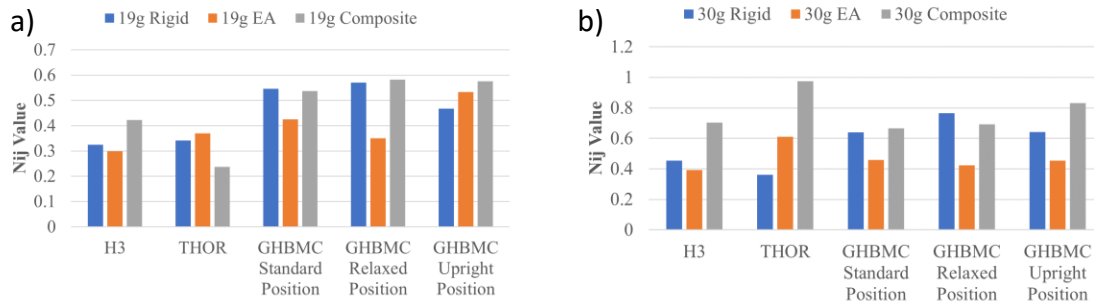 a)
19g Rigid 19g EA 19g Composite
0.7
0.6
0.5
0.4
0.3
0.2
0.1
0
Nij Value
H3 THOR GHBMC GHBMC GHBMC
Standard Relaxed Upright
Position Position Position
b)
30g Rigid 30g EA 30g Composite
1.2
1
0.8
0.6
0.4
0.2
0
Nij Value
H3 THOR GHBMC GHBMC GHBMC
Standard Relaxed Upright
Position Position Position